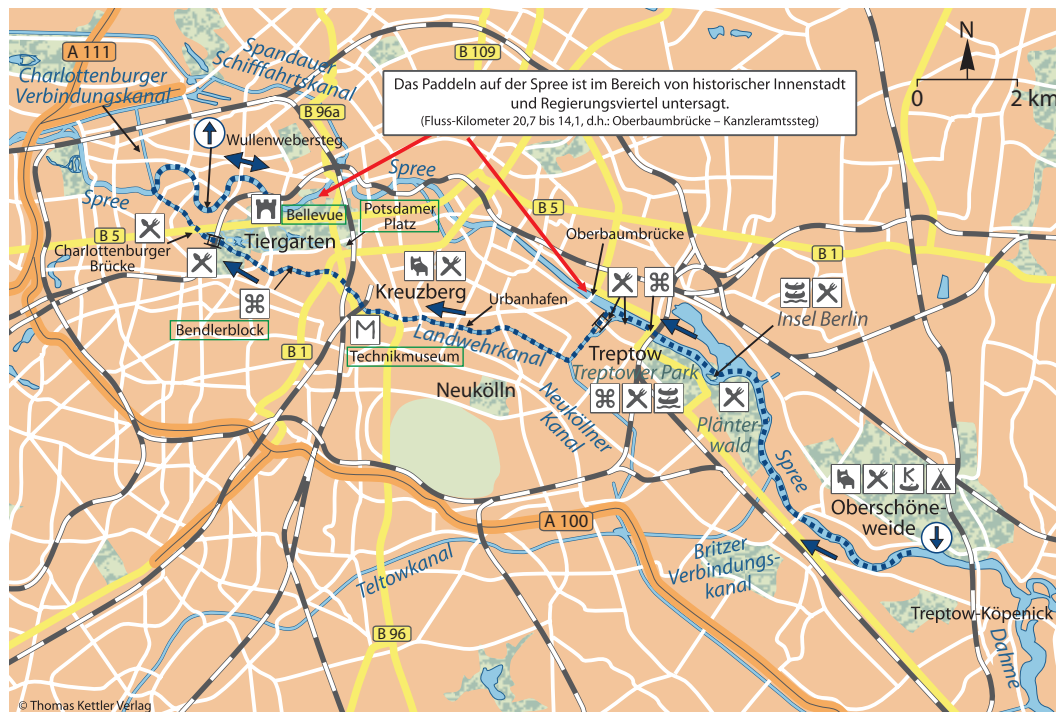 A 111
B 109
N
Spandauer
Schifffahrtskanal
Charlottenburger
Verbindungskanal
Das Paddeln auf der Spree ist im Bereich von historischer Innenstadt
und Regierungsviertel untersagt.
(Fluss-Kilometer 20,7 bis 14,1, d.h.: Oberbaumbrücke – Kanzleramtssteg)
0
2 km
B 96a
Wullenwebersteg
Spree
Spree
Bellevue
Potsdamer
Platz
B 5
B 5
Oberbaumbrücke
Tiergarten
Charlottenburger
Brücke
B 1
Kreuzberg
Urbanhafen
Insel Berlin
Bendlerblock
Landwehrkanal
B 1
Technikmuseum
Treptow
Treptower Park
Neukölln
Neuköllner
Kanal
Plänter-
wald
Spree
Oberschöne-
weide
A 100
Britzer
Verbindungs-
kanal
Teltowkanal
Treptow-Köpenick
B 96
Dahme
© Thomas Kettler Verlag